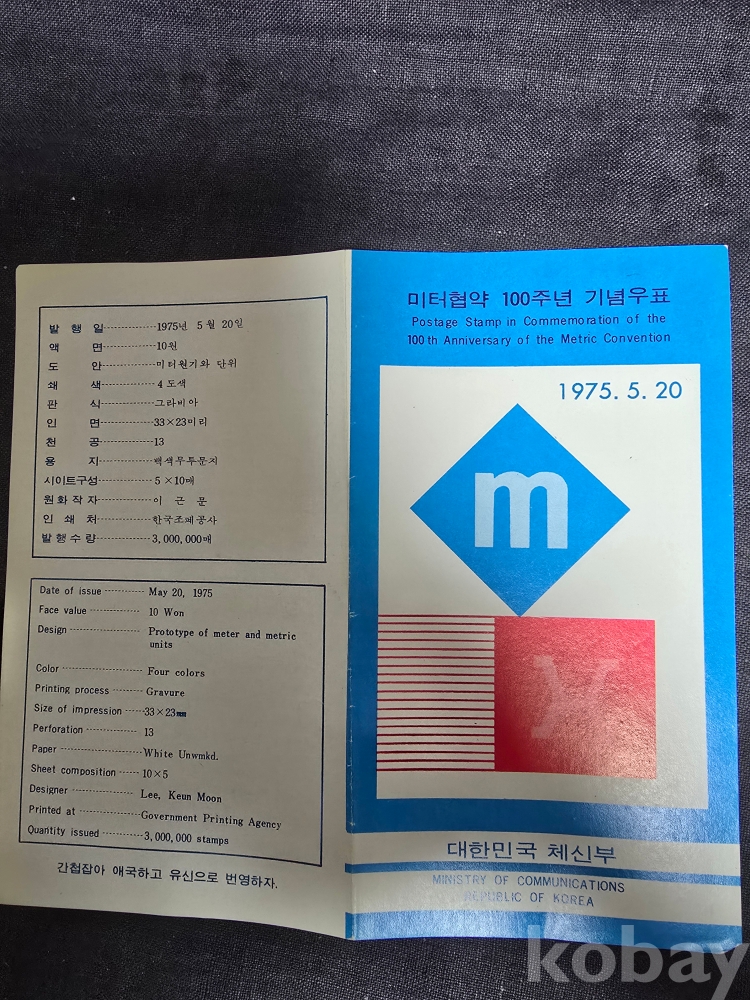 발 행 일 ------------ 1975년 5월 20일
액 면 ------------ 10원
도 안 ------------ 미터원기와 단위
쇄 색 ------------ 4도색
판 식 ------------ 그라비아
인 면 ------------ 33×23미리
천 공 ------------ 13
용 지 ------------ 백색무투문지
시이트구성 ------------ 5×10매
원화작자 ------------ 이 근 문
인 쇄 처 ------------ 한국조폐공사
발행수량 ------------ 3,000,000매
Date of issue ------------ May 20, 1975
Face value ------------ 10 Won
Design ------------ Prototype of meter and metric
units
Color ------------ Four colors
Printing process ------------ Gravure
Size of impression ------ 33×23㎜
Perforation ------------ 13
Paper ------------ White Unwmkd.
Sheet composition ------ 10×5
Designer ------------ Lee, Keun Moon
Printed at ------------ Government Printing Agency
Quantity issued ------------ 3,000,000 stamps
간첩잡아 애국하고 유신으로 번영하자.
미터협약 100주년 기념우표
Postage Stamp in Commemoration of the
100th Anniversary of the Metric Convention
1975. 5. 20
m
대한민국 체신부
MINISTRY OF COMMUNICATIONS
REPUBLIC OF KOREA
kobay